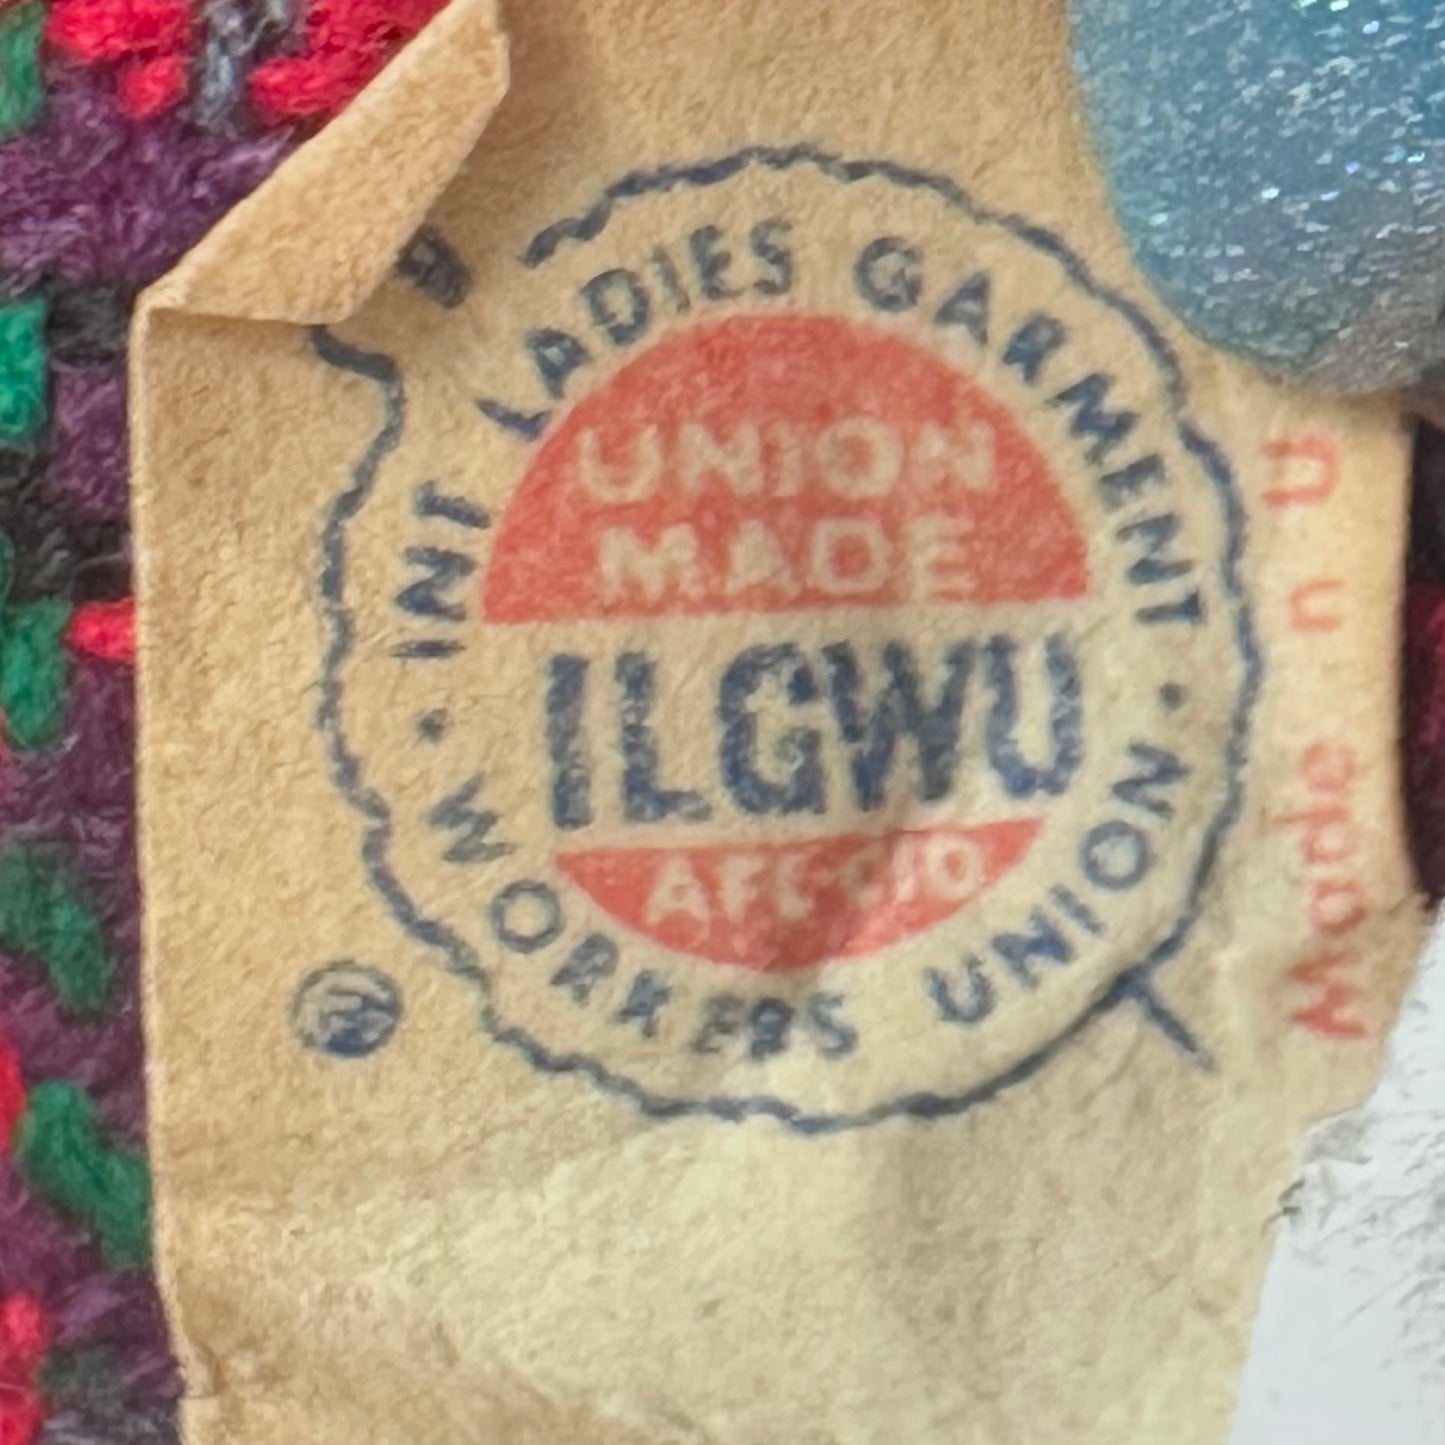 INT LADIES GARMENT
UNION
MADE
ILGWU
AFL-CIO
WORKERS UNION
®
Made in U